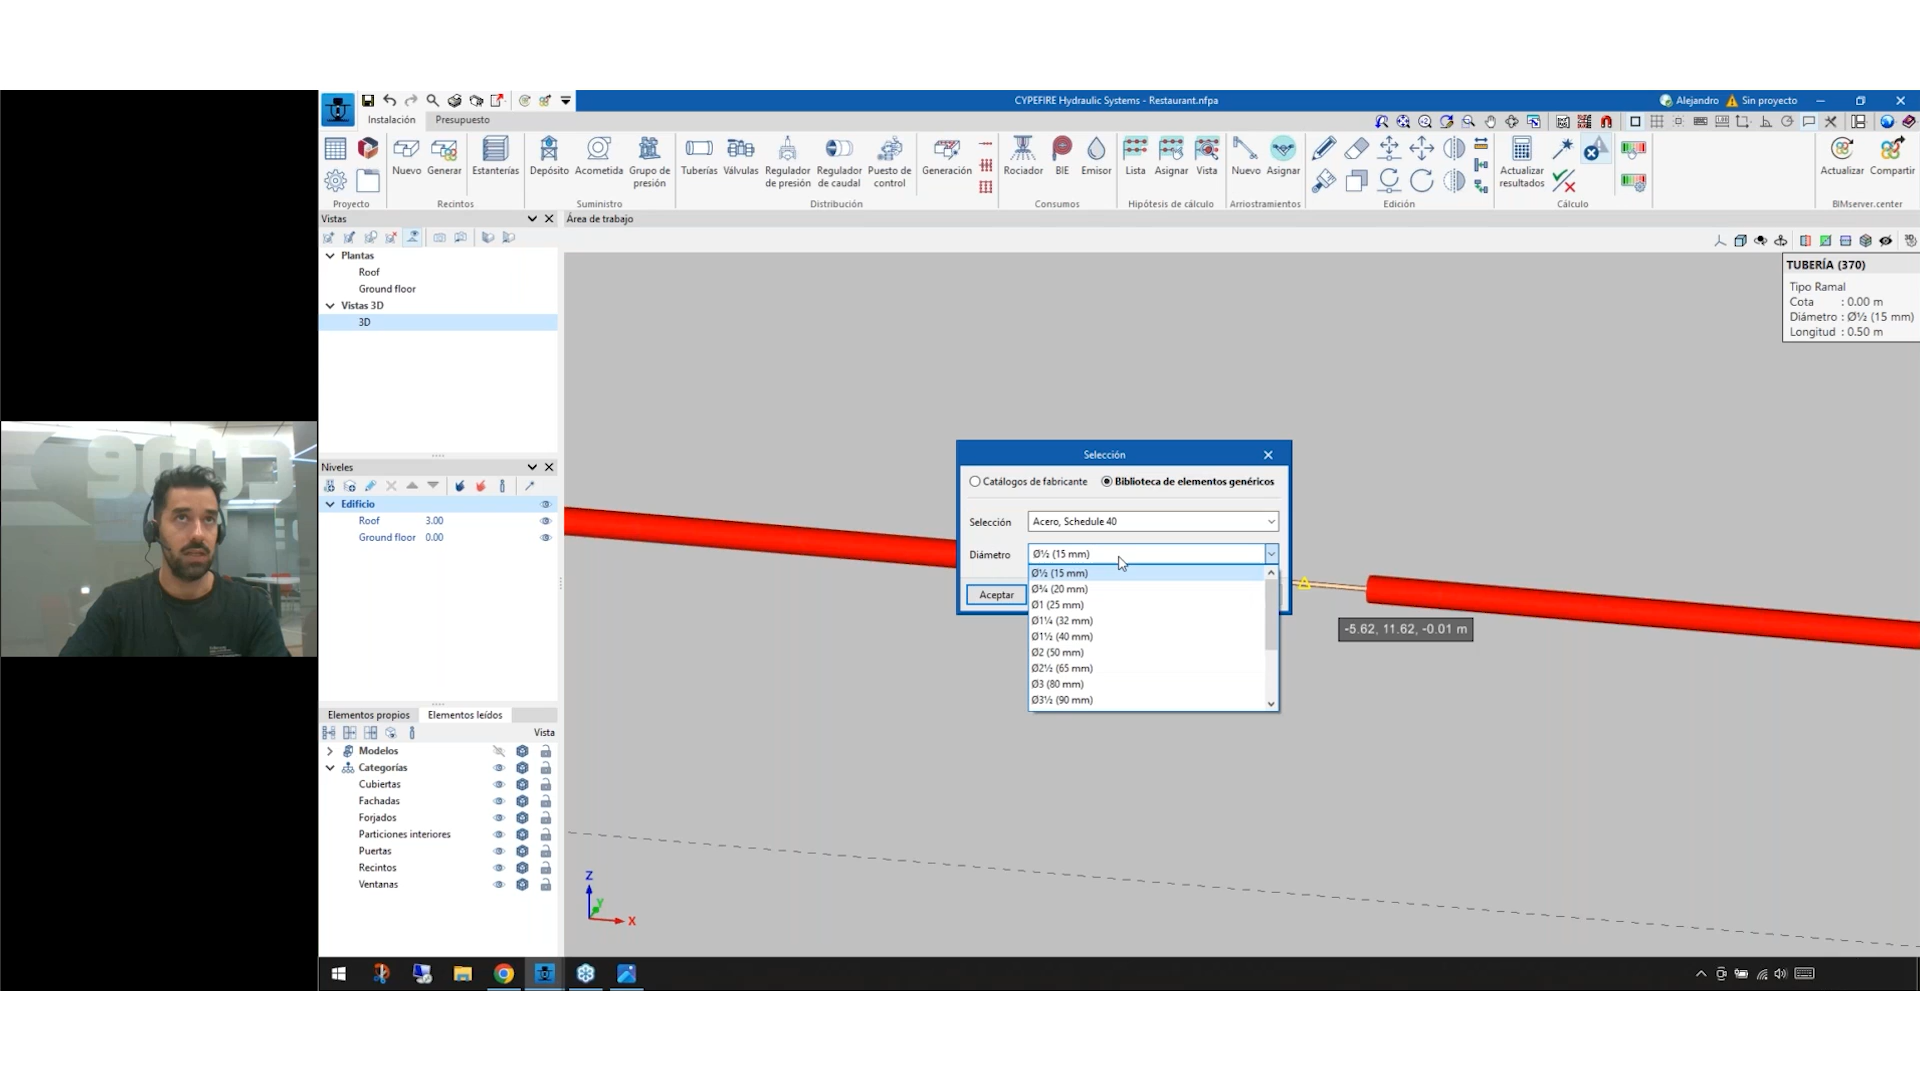 CYPEFIRE Hydraulic Systems - Restaurant.nfpa
Alejandro
Sin proyecto
Instalación
Presupuesto
Nuevo
Generar
Estanterías
Depósito
Acometida
Grupo de presión
Tuberías
Válvulas
Regulador de presión
Regulador de caudal
Puesto de control
Generación
Rociador
BIE
Emisor
Lista
Asignar
Vista
Nuevo
Asignar
Actualizar resultados
Actualizar
Compartir
Proyecto
Recintos
Suministro
Distribución
Consumos
Hipótesis de cálculo
Arriostramientos
Edición
Cálculo
BIMserver.center
Vistas
Área de trabajo
Plantas
Roof
Ground floor
Vistas 3D
3D
TUBERÍA (370)
Tipo Ramal
Cota : 0.00 m
Diámetro : Ø½ (15 mm)
Longitud : 0.50 m
Niveles
Edificio
Roof 3.00
Ground floor 0.00
Selección
Catálogos de fabricante
Biblioteca de elementos genéricos
Selección
Acero, Schedule 40
Diámetro
Ø½ (15 mm)
Aceptar
Ø½ (15 mm)
Ø¾ (20 mm)
Ø1 (25 mm)
Ø1¼ (32 mm)
Ø1½ (40 mm)
Ø2 (50 mm)
Ø2½ (65 mm)
Ø3 (80 mm)
Ø3½ (90 mm)
-5.62, 11.62, -0.01 m
Elementos propios
Elementos leídos
Vista
Modelos
Categorías
Cubiertas
Fachadas
Forjados
Particiones interiores
Puertas
Recintos
Ventanas
Z
Y
X